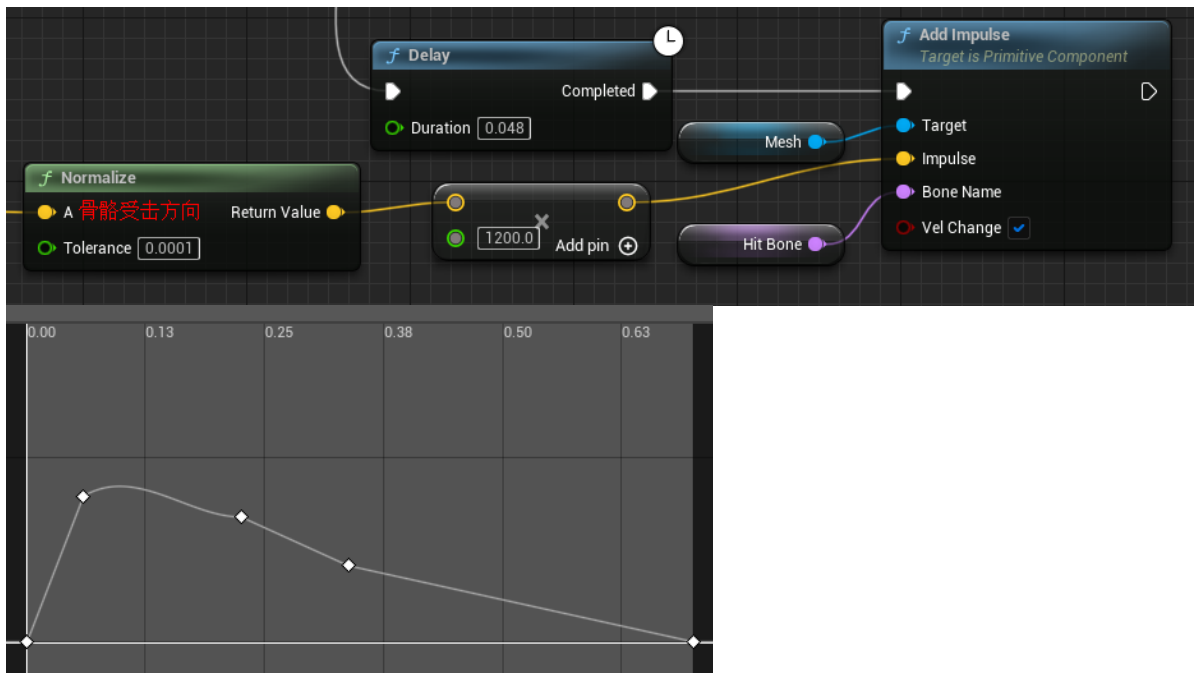 Delay
Completed
Duration 0.048
Add Impulse
Target is Primitive Component
Mesh
Target
Impulse
Bone Name
Vel Change
Normalize
A 骨骼受击方向 Return Value
Tolerance 0.0001
1200.0 Add pin
Hit Bone
0.00 0.13 0.25 0.38 0.50 0.63